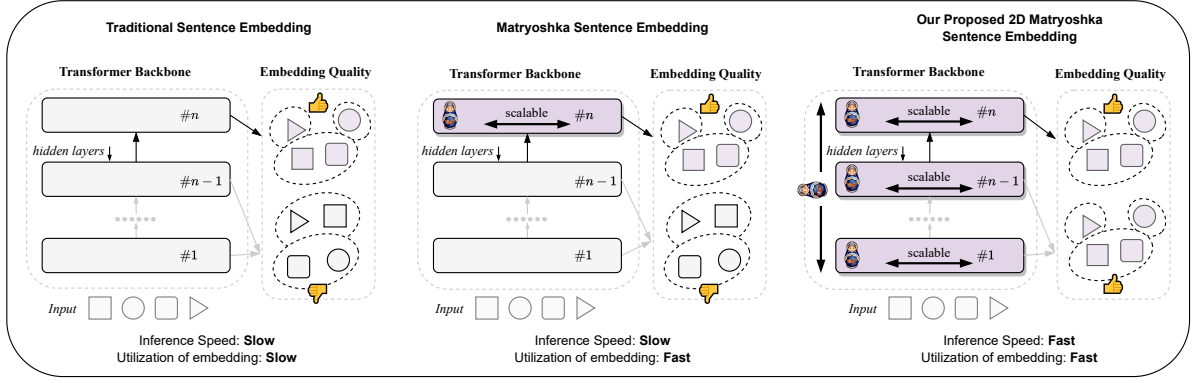 Traditional Sentence Embedding
Transformer Backbone
Embedding Quality
#n
hidden layers
#n − 1
#1
Input
Inference Speed: Slow
Utilization of embedding: Slow
Matryoshka Sentence Embedding
Transformer Backbone
Embedding Quality
scalable
#n
hidden layers
#n − 1
#1
Input
Inference Speed: Slow
Utilization of embedding: Fast
Our Proposed 2D Matryoshka
Sentence Embedding
Transformer Backbone
Embedding Quality
scalable
#n
hidden layers
scalable
#n − 1
scalable
#1
Input
Inference Speed: Fast
Utilization of embedding: Fast